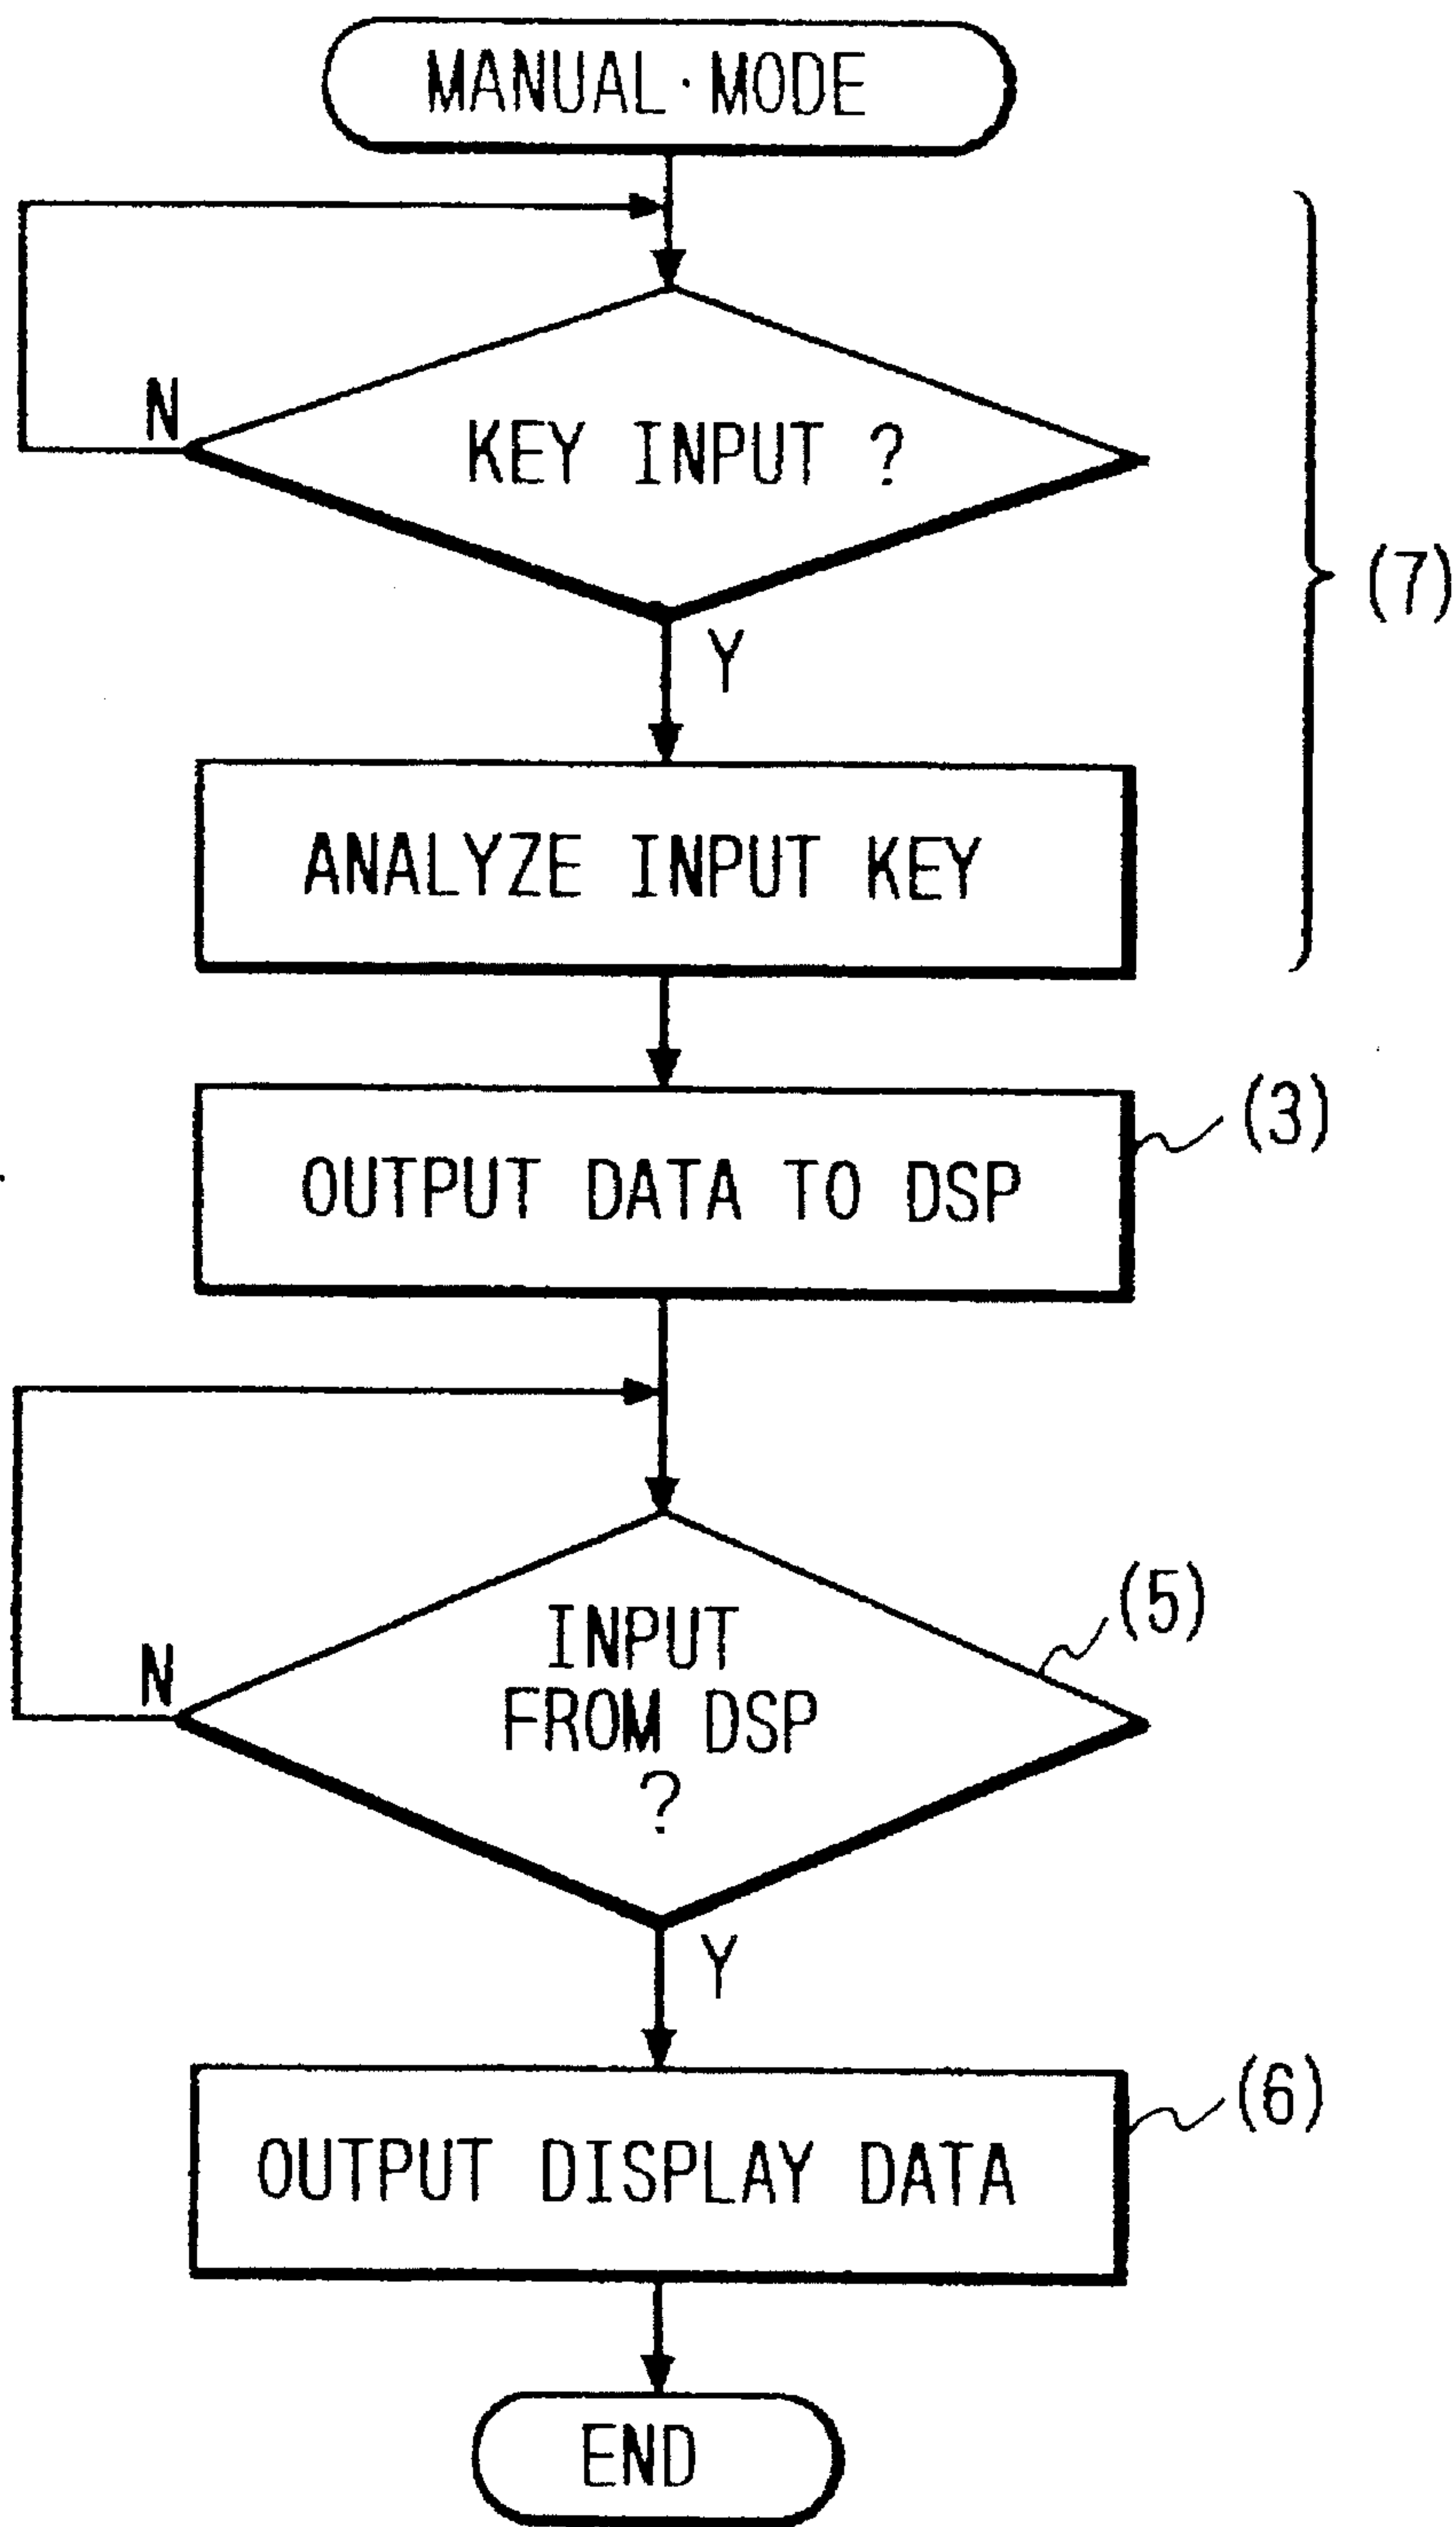 MANUAL·MODE
N
KEY INPUT ?
Y
(7)
ANALYZE INPUT KEY
OUTPUT DATA TO DSP
(3)
N
INPUT
FROM DSP
?
(5)
Y
OUTPUT DISPLAY DATA
(6)
END